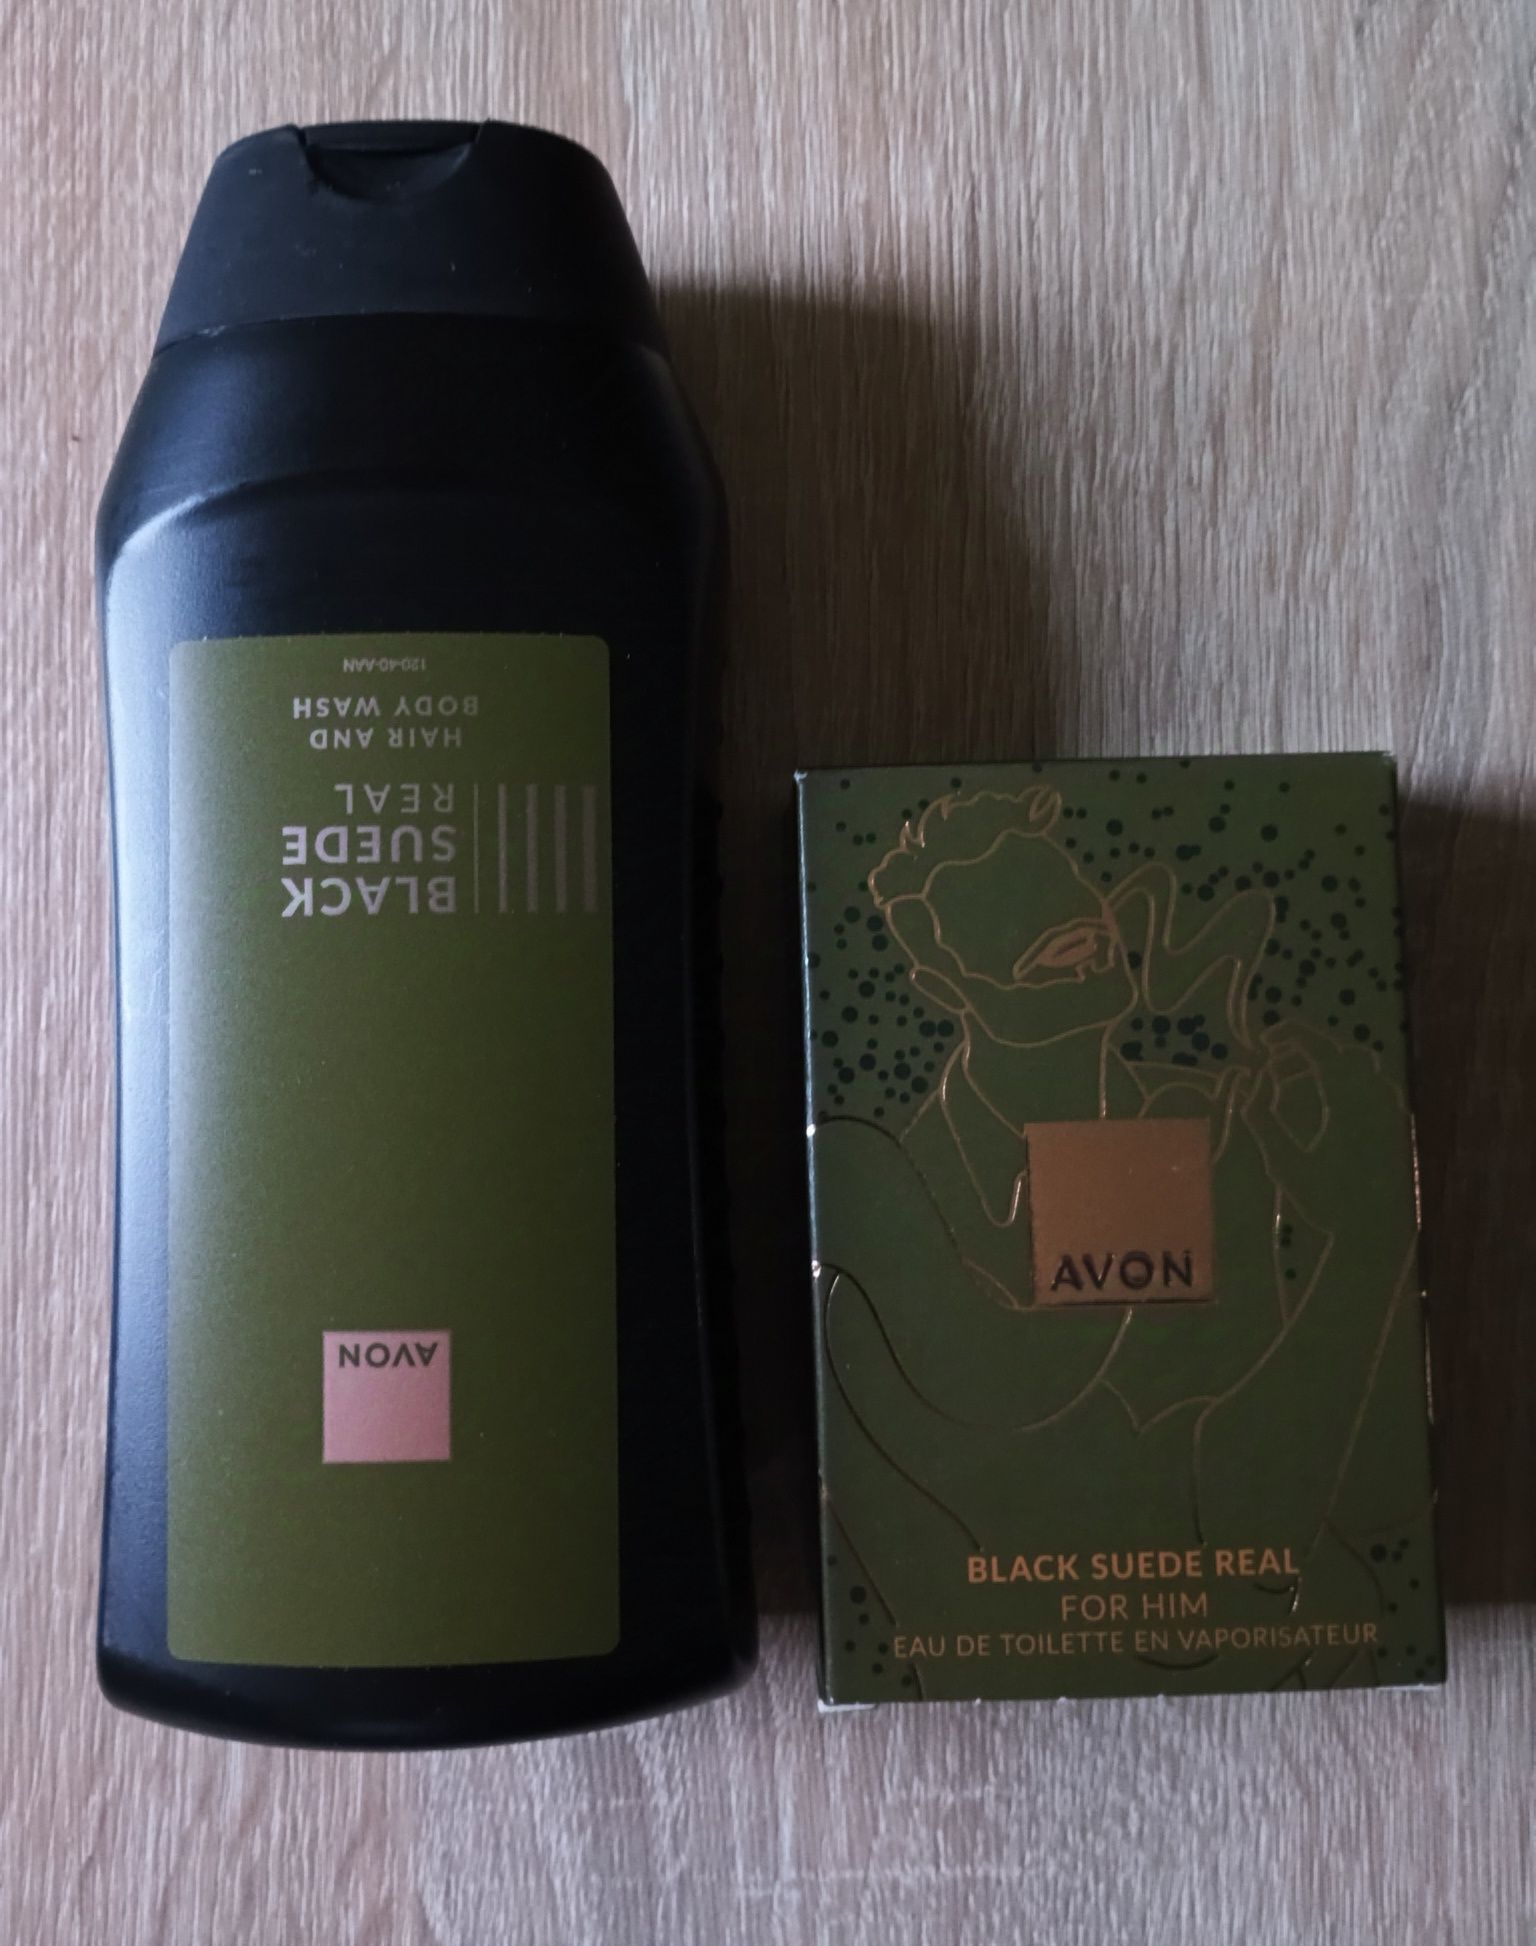 AVON
BLACK
SUEDE
REAL
HAIR AND
BODY WASH
120-40-AAN
AVON
BLACK SUEDE REAL
FOR HIM
EAU DE TOILETTE EN VAPORISATEUR